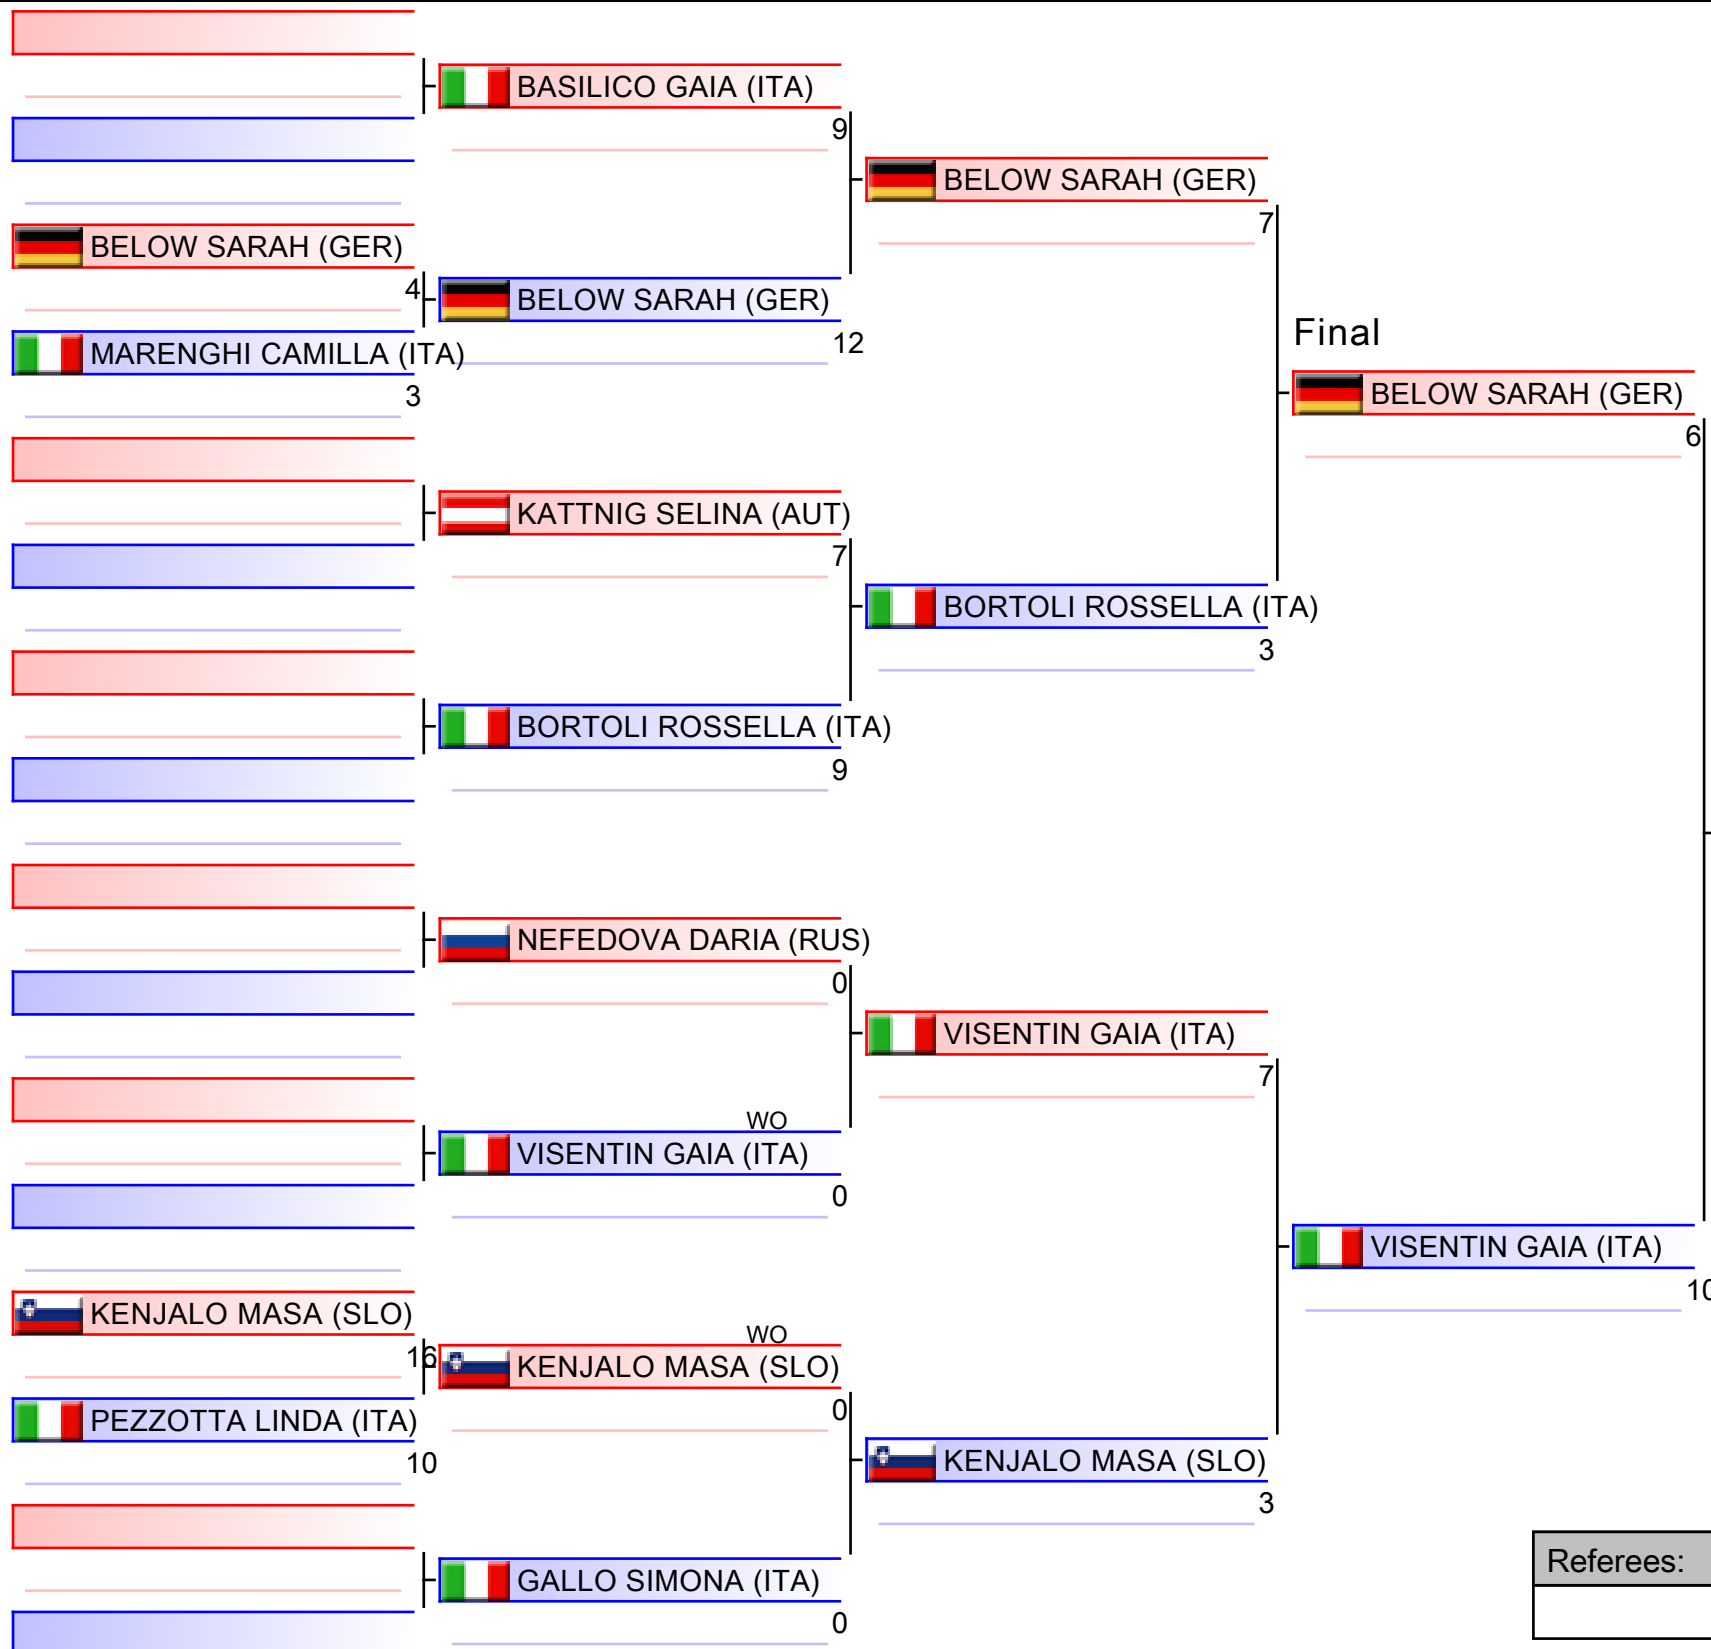 BASILICO GAIA (ITA)
9
BELOW SARAH (GER)
7
BELOW SARAH (GER)
4
BELOW SARAH (GER)
12
Final
MARENGHI CAMILLA (ITA)
3
BELOW SARAH (GER)
6
KATTNIG SELINA (AUT)
7
BORTOLI ROSSELLA (ITA)
3
BORTOLI ROSSELLA (ITA)
9
NEFEDOVA DARIA (RUS)
0
VISENTIN GAIA (ITA)
7
WO
VISENTIN GAIA (ITA)
0
VISENTIN GAIA (ITA)
10
KENJALO MASA (SLO)
16
WO
KENJALO MASA (SLO)
0
PEZZOTTA LINDA (ITA)
10
KENJALO MASA (SLO)
3
GALLO SIMONA (ITA)
0
Referees: